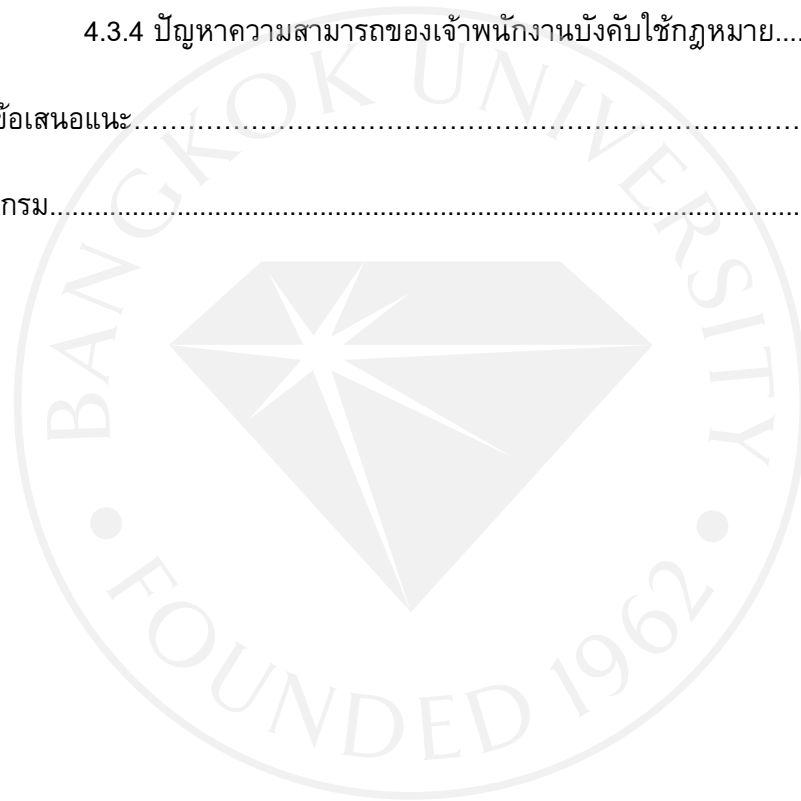 4.3.4 ปัญหาความสามารถของเจ้าพนักงานบังคับใช้กฎหมาย....
ข้อเสนอแนะ..........................................................................
กรม....................................................................................................
BANGKOK UNIVERSITY
• FOUNDED 1962 •